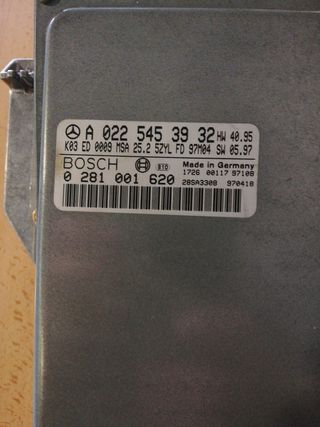 A 022 545 39 32 HW 40.95
K03 ED 0009 MSA 25.2 5ZYL FD 97M04 SW 05.97
BOSCH Made in Germany
1726 00117 97108
0 281 001 620 28SA3308 970418